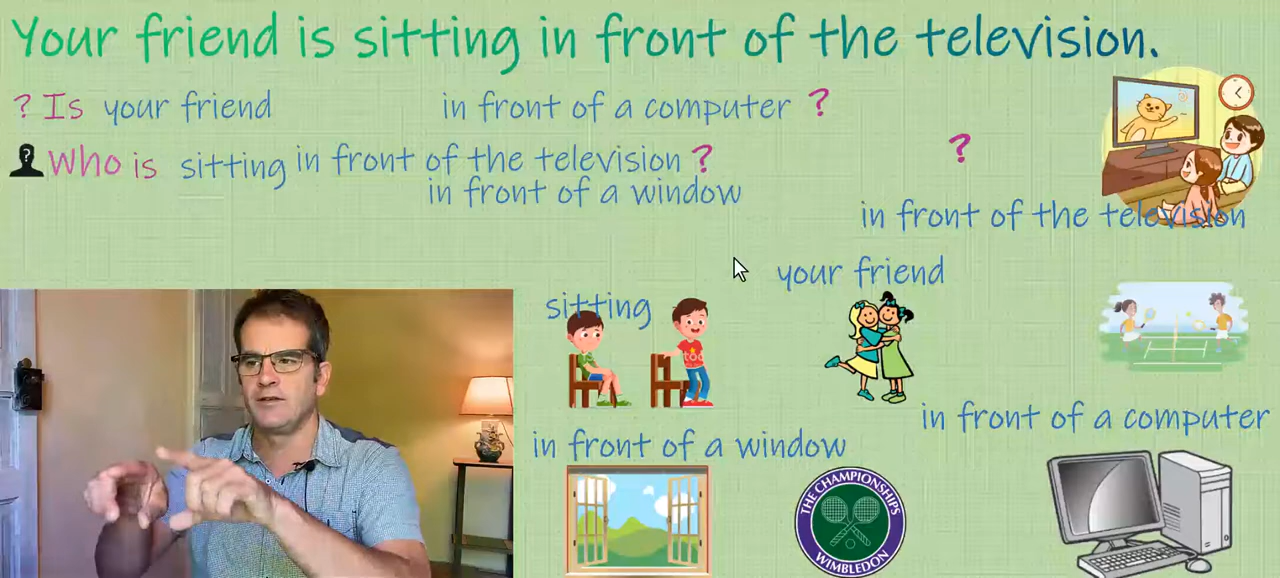 Your friend is sitting in front of the television.
? Is your friend in front of a computer ?
? Who is sitting in front of the television ?
?
in front of a window
in front of the television
your friend
sitting
in front of a computer
in front of a window
THE CHAMPIONSHIPS
WIMBLEDON